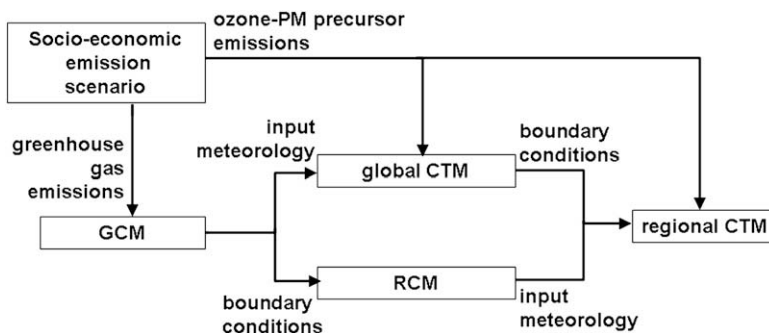 ozone-PM precursor
emissions
Socio-economic
emission
scenario
greenhouse
gas
emissions
input
meteorology
boundary
conditions
global CTM
GCM
regional CTM
RCM
boundary
conditions
input
meteorology